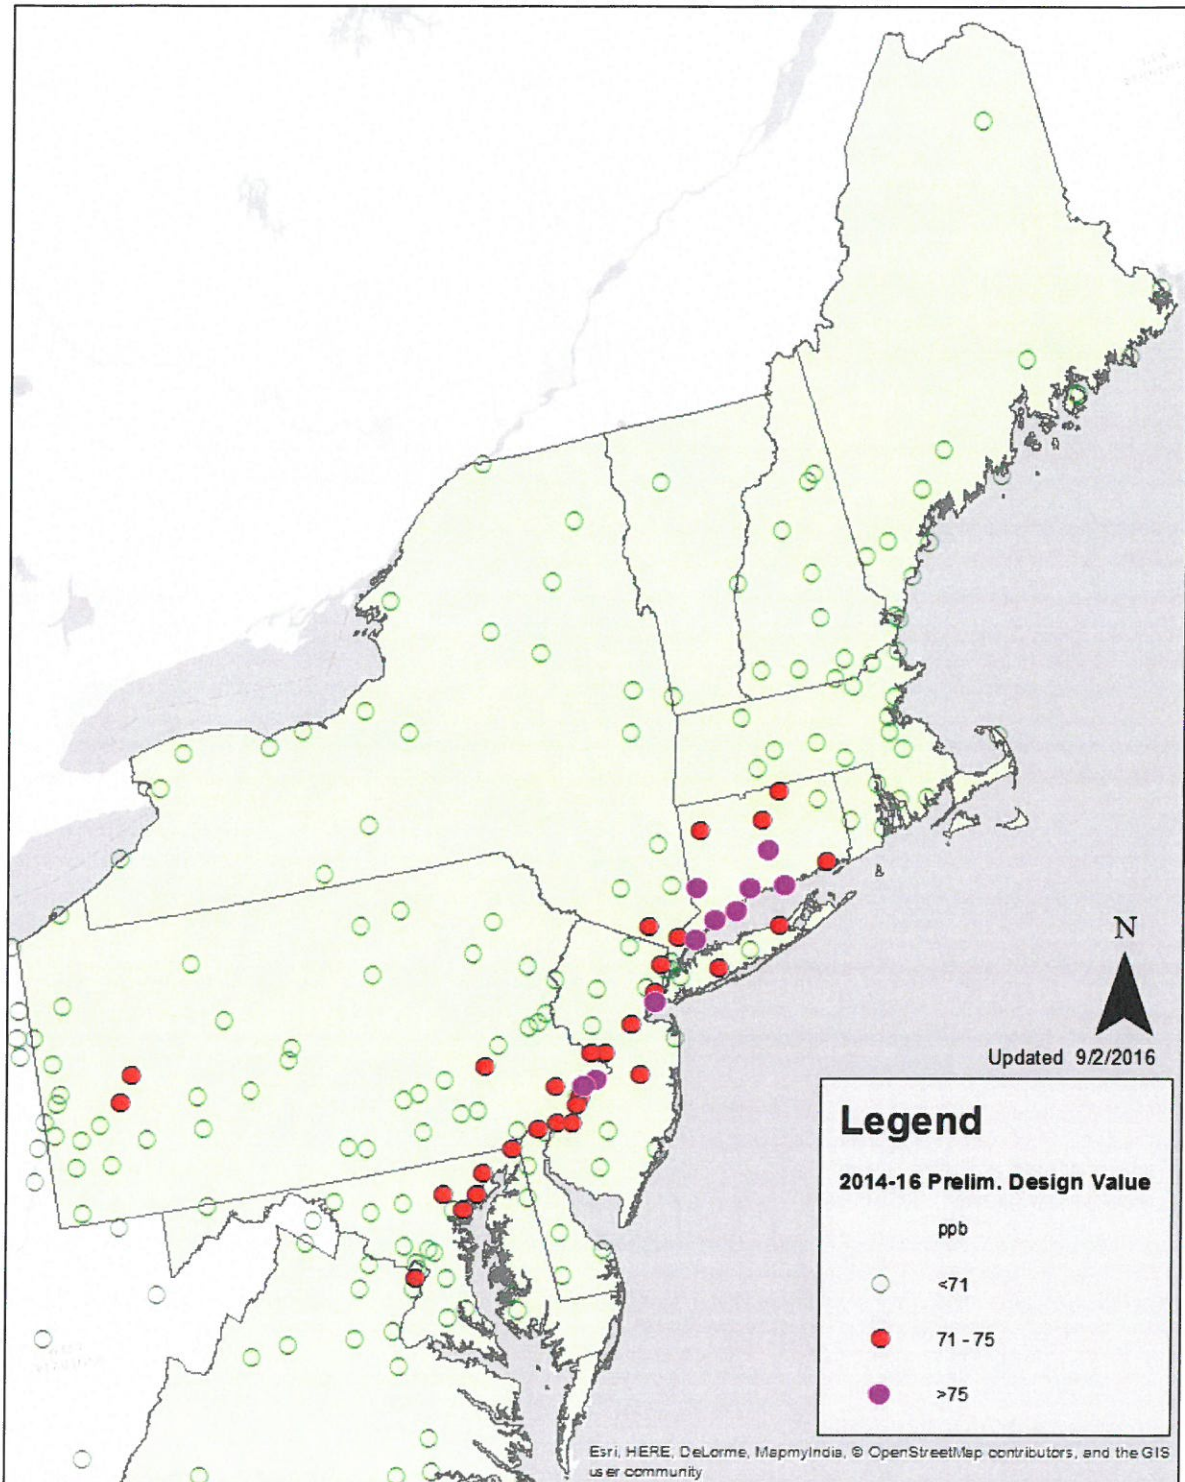 N
Updated 9/2/2016
Legend
2014-16 Prelim. Design Value
ppb
<71
71 - 75
>75
Esri, HERE, DeLorme, MapmyIndia, © OpenStreetMap contributors, and the GIS
user community